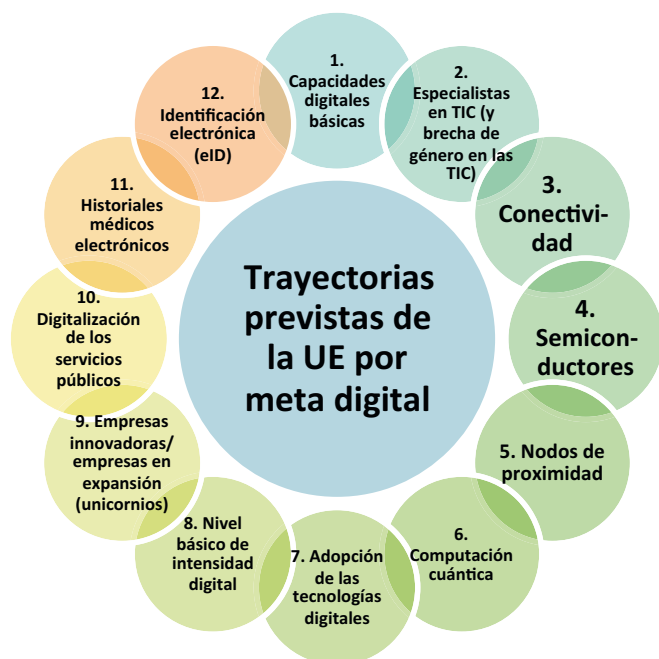 1.
Capacidades
digitales
básicas
2.
Especialistas
en TIC (y
brecha de
género en las
TIC)
3.
Conectivi-
dad
4.
Semicon-
ductores
5. Nodos de
proximidad
6.
Computación
cuántica
7. Adopción
de las
tecnologías
digitales
8. Nivel
básico de
intensidad
digital
9. Empresas
innovadoras/
empresas en
expansión
(unicornios)
10.
Digitalización
de los
servicios
públicos
11.
Historiales
médicos
electrónicos
12.
Identificación
electrónica
(eID)
Trayectorias
previstas de
la UE por
meta digital